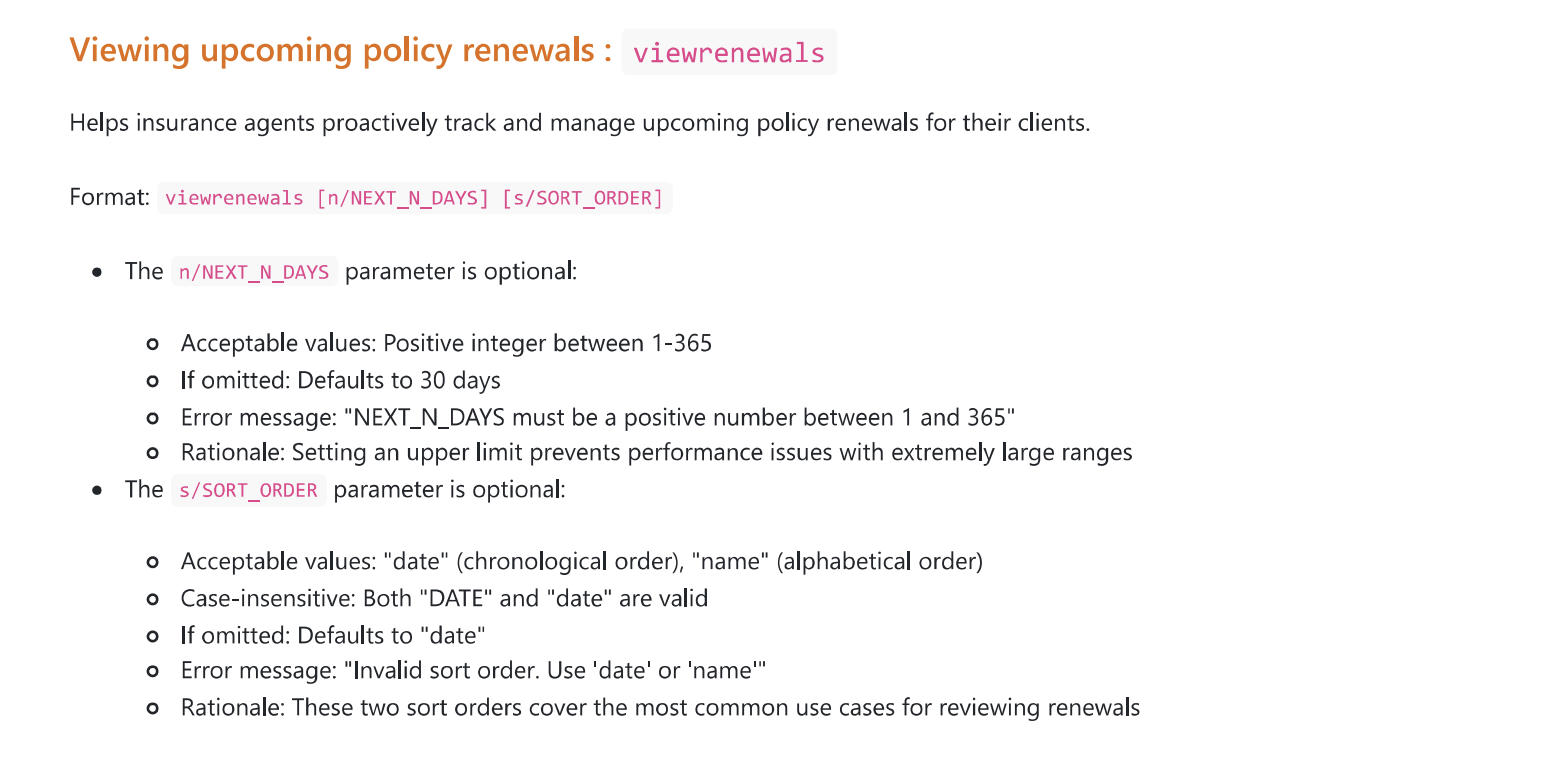 Viewing upcoming policy renewals : viewrenewals
Helps insurance agents proactively track and manage upcoming policy renewals for their clients.
Format: viewrenewals [n/NEXT_N_DAYS] [s/SORT_ORDER]
• The n/NEXT_N_DAYS parameter is optional:
Acceptable values: Positive integer between 1-365
If omitted: Defaults to 30 days
Error message: "NEXT_N_DAYS must be a positive number between 1 and 365"
Rationale: Setting an upper limit prevents performance issues with extremely large ranges
• The s/SORT_ORDER parameter is optional:
Acceptable values: "date" (chronological order), "name" (alphabetical order)
Case-insensitive: Both "DATE" and "date" are valid
If omitted: Defaults to "date"
Error message: "Invalid sort order. Use 'date' or 'name'"
Rationale: These two sort orders cover the most common use cases for reviewing renewals